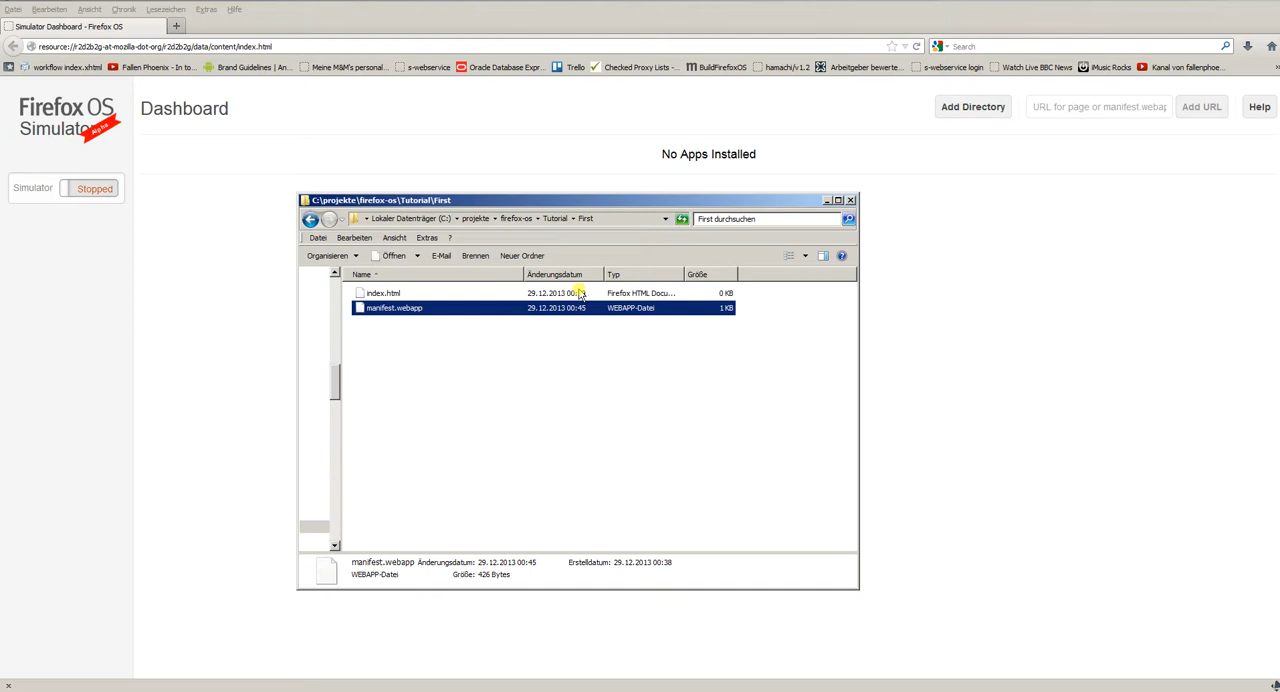 Datei Bearbeiten Ansicht Chronik Lesezeichen Extras Hilfe
Simulator Dashboard - Firefox OS +
resource://r2d2b2g-at-mozilla-dot-org/r2d2b2g/data/content/index.html Search
workflow index.xhtml Fallen Phoenix - In to... Brand Guidelines | An... Meine M&M's personal... s-webservice Oracle Database Expr... Trello Checked Proxy Lists -... BuildFirefoxOS hamachi/v1.2 Arbeitgeber bewerte... s-webservice login Watch Live BBC News iMusic Rocks Kanal von fallenphoe...
Firefox OS
Simulator
Alpha
Dashboard
Add Directory URL for page or manifest.webap Add URL Help
No Apps Installed
Simulator Stopped
C:\projekte\firefox-os\Tutorial\First
Lokaler Datenträger (C:) projekte firefox-os Tutorial First First durchsuchen
Datei Bearbeiten Ansicht Extras ?
Organisieren Öffnen E-Mail Brennen Neuer Ordner
Name Änderungsdatum Typ Größe
index.html 29.12.2013 Firefox HTML Docu... 0 KB
manifest.webapp 29.12.2013 00:45 WEBAPP-Datei 1 KB
manifest.webapp Änderungsdatum: 29.12.2013 00:45 Erstelldatum: 29.12.2013 00:38
WEBAPP-Datei Größe: 426 Bytes